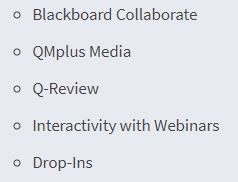 Blackboard Collaborate
QMplus Media
Q-Review
Interactivity with Webinars
Drop-Ins